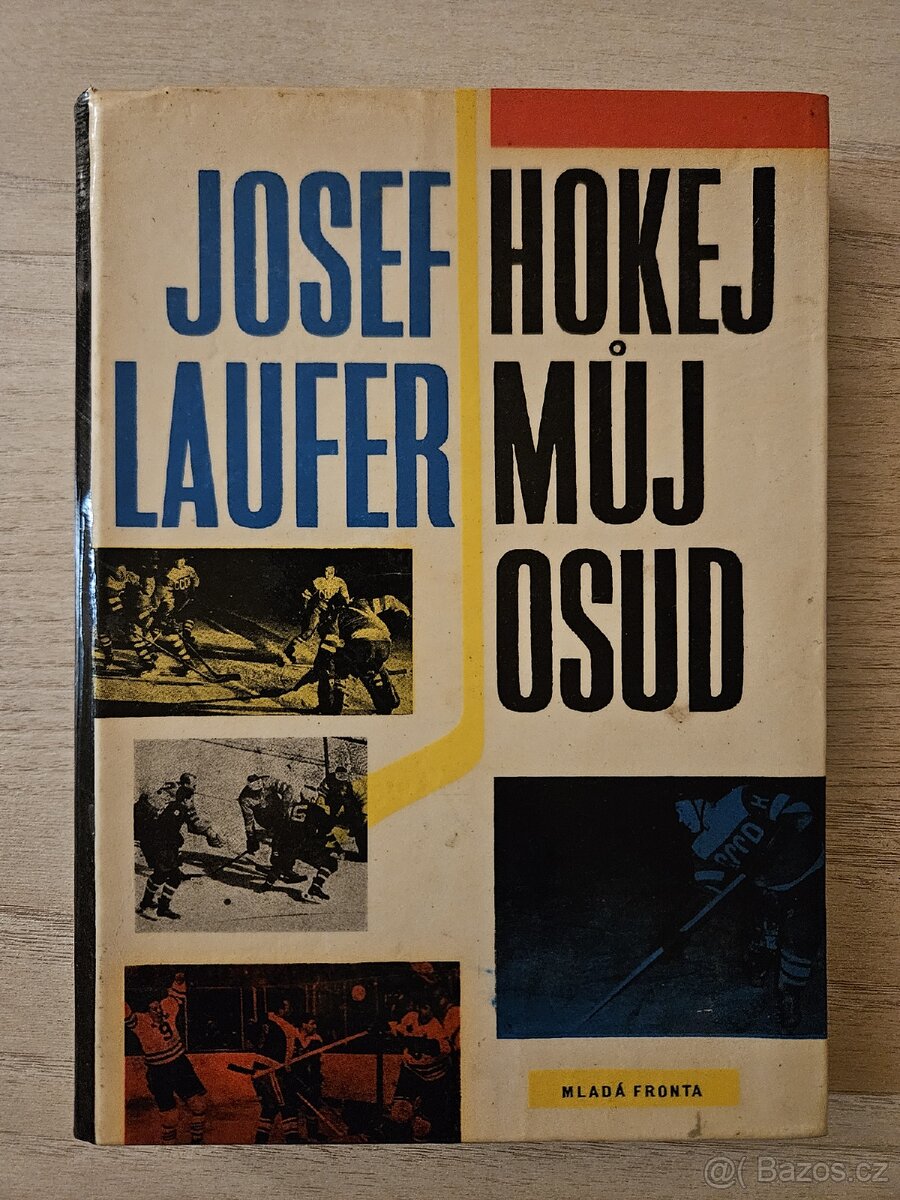 JOSEF
LAUFER
HOKEJ
MŮJ
OSUD
MLADÁ FRONTA
@( Bazos.cz